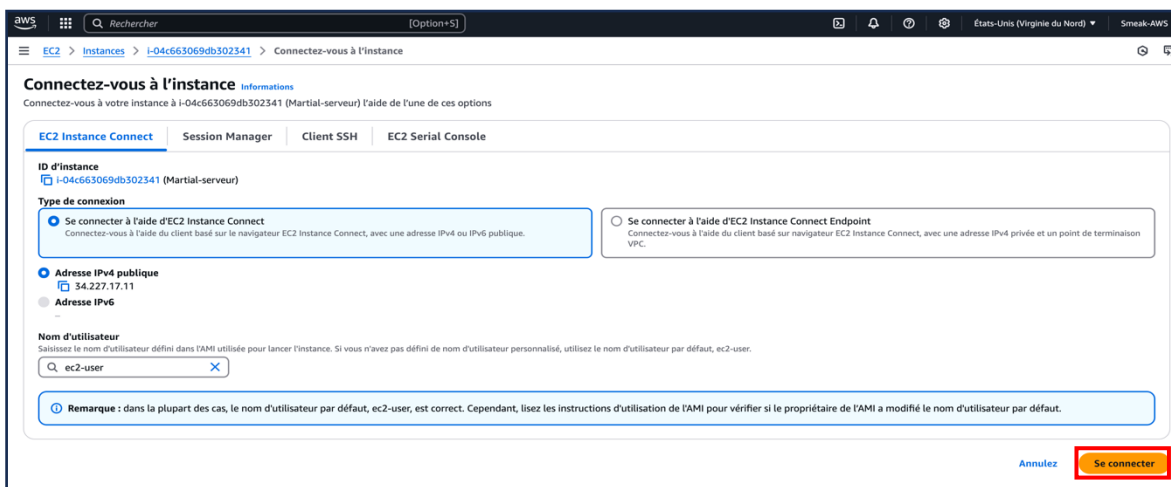 aws
Rechercher
[Option+S]
États-Unis (Virginie du Nord)
Smeak-AWS
EC2 > Instances > i-04c663069db302341 > Connectez-vous à l'instance
Connectez-vous à l'instance Informations
Connectez-vous à votre instance à i-04c663069db302341 (Martial-serveur) l'aide de l'une de ces options
EC2 Instance Connect
Session Manager
Client SSH
EC2 Serial Console
ID d'instance
i-04c663069db302341 (Martial-serveur)
Type de connexion
Se connecter à l'aide d'EC2 Instance Connect
Connectez-vous à l'aide du client basé sur le navigateur EC2 Instance Connect, avec une adresse IPv4 ou IPv6 publique.
Se connecter à l'aide d'EC2 Instance Connect Endpoint
Connectez-vous à l'aide du client basé sur navigateur EC2 Instance Connect, avec une adresse IPv4 privée et un point de terminaison
VPC.
Adresse IPv4 publique
34.227.17.11
Adresse IPv6
–
Nom d'utilisateur
Saisissez le nom d'utilisateur défini dans l'AMI utilisée pour lancer l'instance. Si vous n'avez pas défini de nom d'utilisateur personnalisé, utilisez le nom d'utilisateur par défaut, ec2-user.
ec2-user
Remarque : dans la plupart des cas, le nom d'utilisateur par défaut, ec2-user, est correct. Cependant, lisez les instructions d'utilisation de l'AMI pour vérifier si le propriétaire de l'AMI a modifié le nom d'utilisateur par défaut.
Annulez
Se connecter